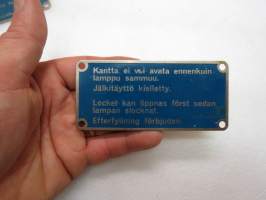 Kantta ei voi avata ennenkuin
lamppu sammuu.
Jälkitäyttö kielletty.
Locket kan öppnas först sedan
lampan slocknat.
Efterfyllning förbjuden.